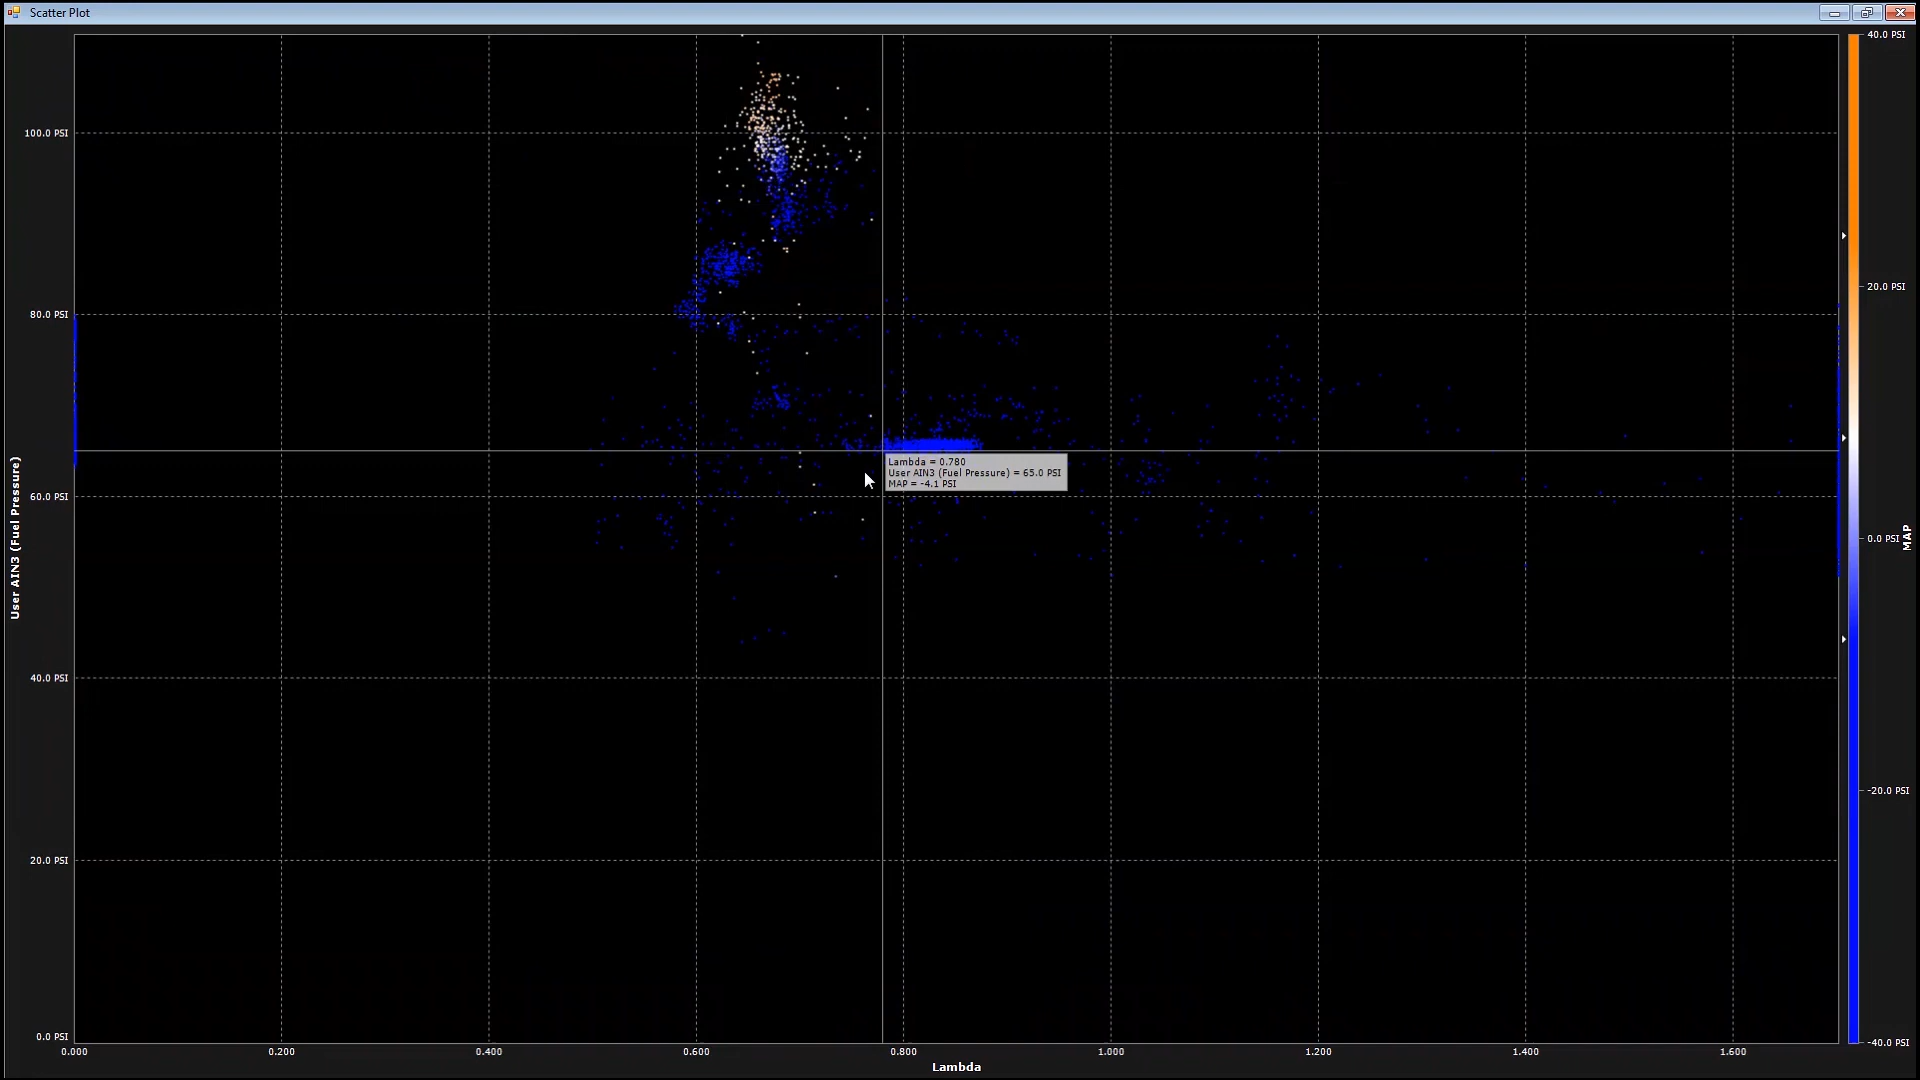 Scatter Plot
40.0 PSI
100.0 PSI
20.0 PSI
80.0 PSI
Lambda = 0.780
User AIN3 (Fuel Pressure) = 65.0 PSI
MAP = -4.1 PSI
60.0 PSI
User AIN3 (Fuel Pressure)
0.0 PSI
MAP
40.0 PSI
-20.0 PSI
20.0 PSI
0.0 PSI
-40.0 PSI
0.000 0.200 0.400 0.600 0.800 1.000 1.200 1.400 1.600
Lambda